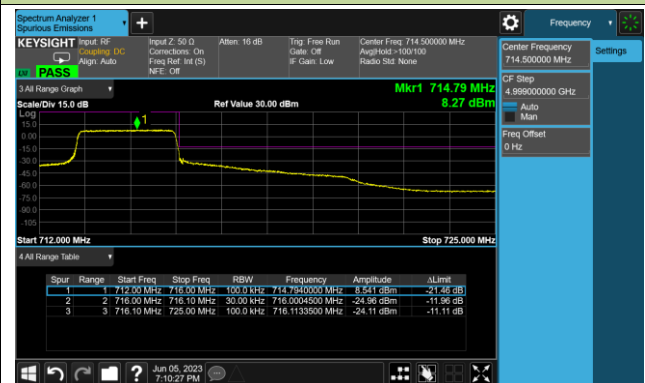 Spectrum Analyzer 1
Spurious Emissions
Frequency
KEYSIGHT
Input: RF
Coupling: DC
Align: Auto
Input Z: 50 Ω
Corrections: On
Freq Ref: Int (S)
NFE: Off
Atten: 16 dB
Trig: Free Run
Gate: Off
IF Gain: Low
Center Freq: 714.500000 MHz
Avg|Hold:>100/100
Radio Std: None
LXI
PASS
Center Frequency
714.500000 MHz
Settings
CF Step
4.999000000 GHz
Auto
Man
Freq Offset
0 Hz
3 All Range Graph
Mkr1 714.79 MHz
8.27 dBm
Scale/Div 15.0 dB
Ref Value 30.00 dBm
Log
15.0
0.00
-15.0
-30.0
-45.0
-60.0
-75.0
-90.0
-105
1
Start 712.000 MHz
Stop 725.000 MHz
4 All Range Table
Spur Range Start Freq Stop Freq RBW Frequency Amplitude ΔLimit
1 1 712.00 MHz 716.00 MHz 100.0 kHz 714.7940000 MHz 8.541 dBm -21.46 dB
2 2 716.00 MHz 716.10 MHz 30.00 kHz 716.0004500 MHz -24.96 dBm -11.96 dB
3 3 716.10 MHz 725.00 MHz 100.0 kHz 716.1133500 MHz -24.11 dBm -11.11 dB
Jun 05, 2023
7:10:27 PM